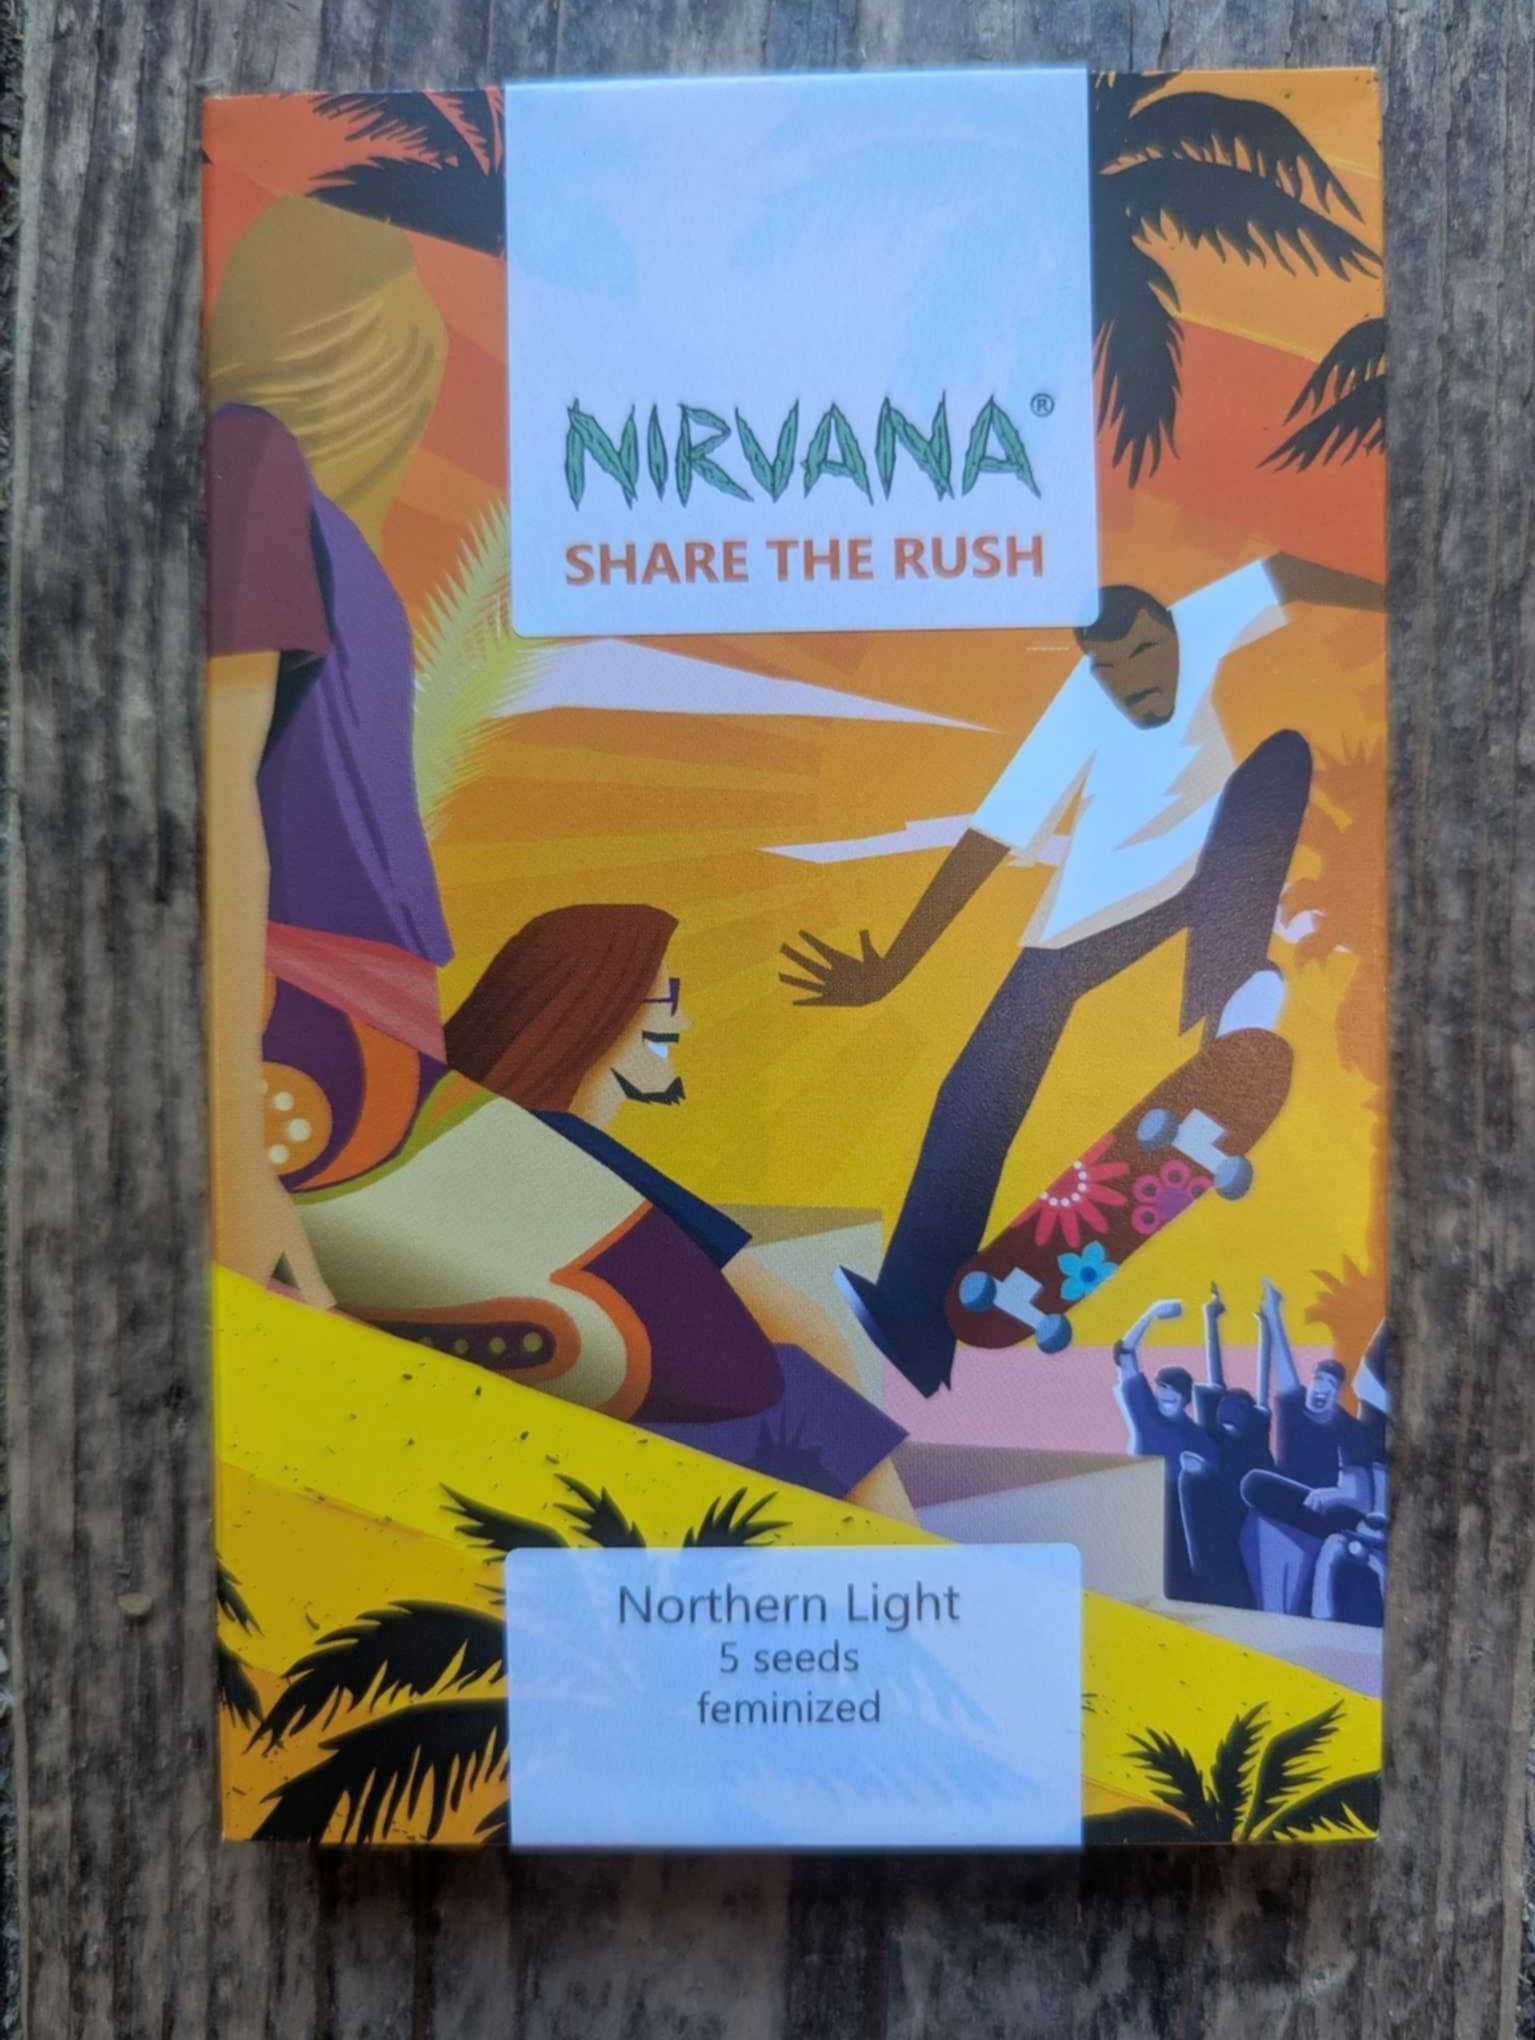 NIRVANA®
SHARE THE RUSH
Northern Light
5 seeds
feminized